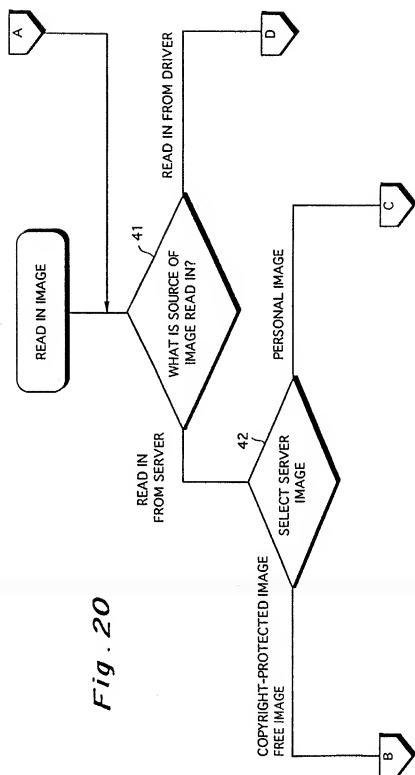 Fig. 20
READ IN IMAGE
A
41
WHAT IS SOURCE OF
IMAGE READ IN?
READ IN
FROM SERVER
READ IN FROM DRIVER
D
42
SELECT SERVER
IMAGE
COPYRIGHT-PROTECTED IMAGE
FREE IMAGE
PERSONAL IMAGE
B
C